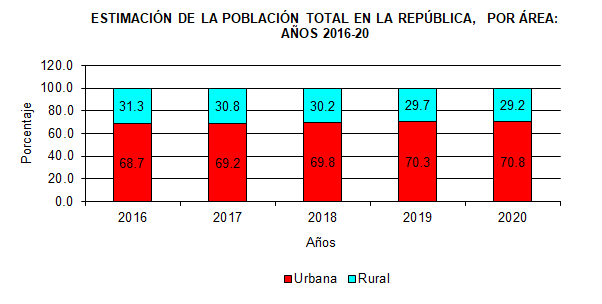 ESTIMACIÓN DE LA POBLACIÓN TOTAL EN LA REPÚBLICA, POR ÁREA:
AÑOS 2016-20
120.0
100.0
80.0
60.0
40.0
20.0
0.0
Porcentaje
31.3 30.8 30.2 29.7 29.2
68.7 69.2 69.8 70.3 70.8
2016 2017 2018 2019 2020
Años
Urbana Rural